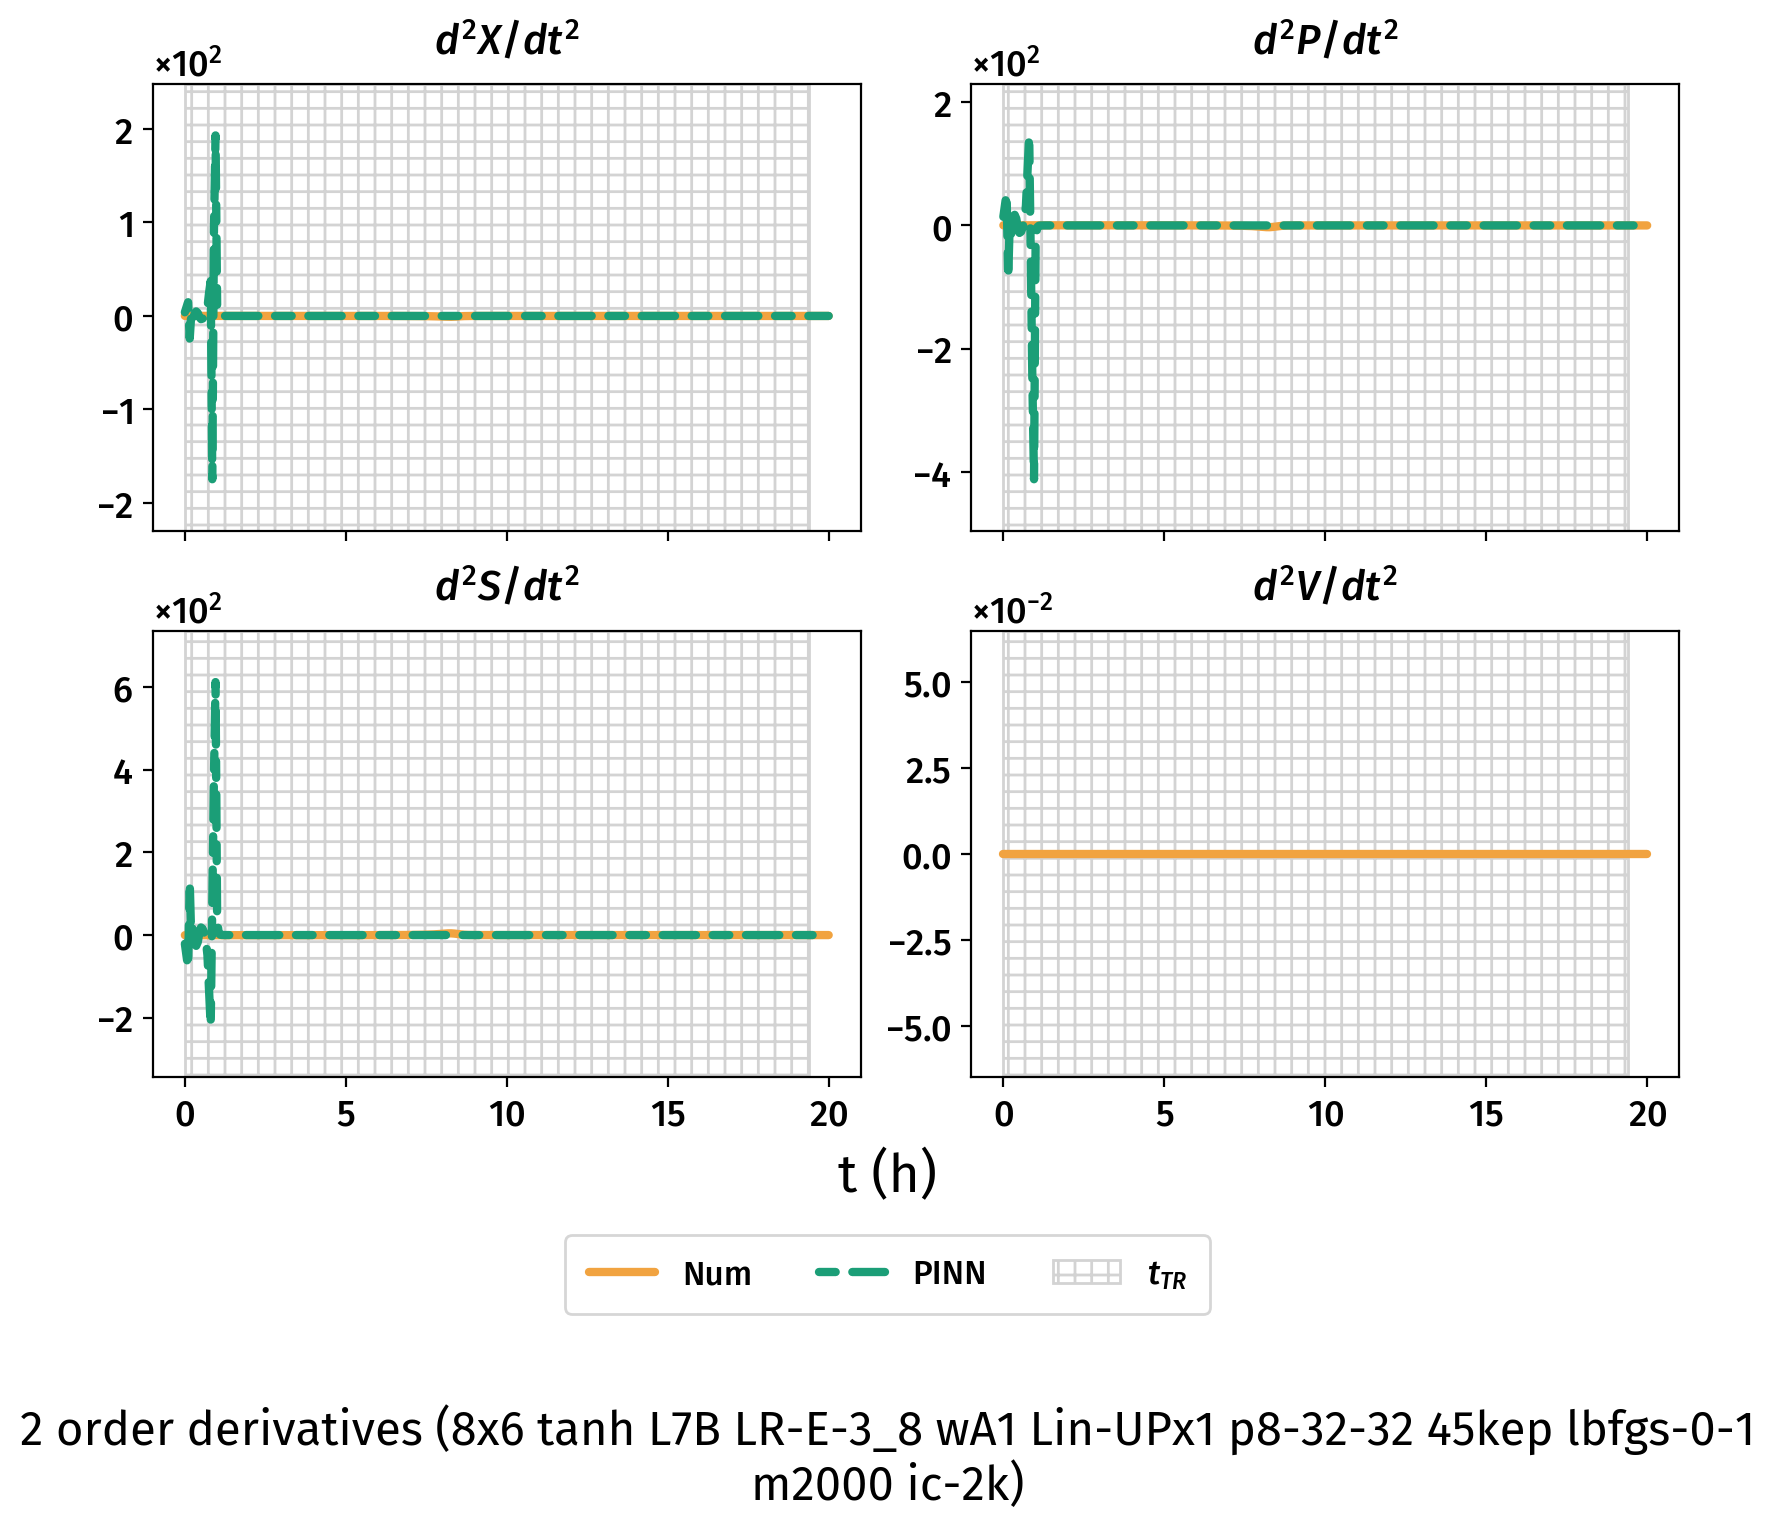 d²X/dt²
×10²
2
1
0
−1
−2
d²P/dt²
×10²
2
0
−2
−4
d²S/dt²
×10²
6
4
2
0
−2
0 5 10 15 20
d²V/dt²
×10⁻²
5.0
2.5
0.0
−2.5
−5.0
0 5 10 15 20
t (h)
Num PINN t_TR
2 order derivatives (8x6 tanh L7B LR-E-3_8 wA1 Lin-UPx1 p8-32-32 45kep lbfgs-0-1
m2000 ic-2k)